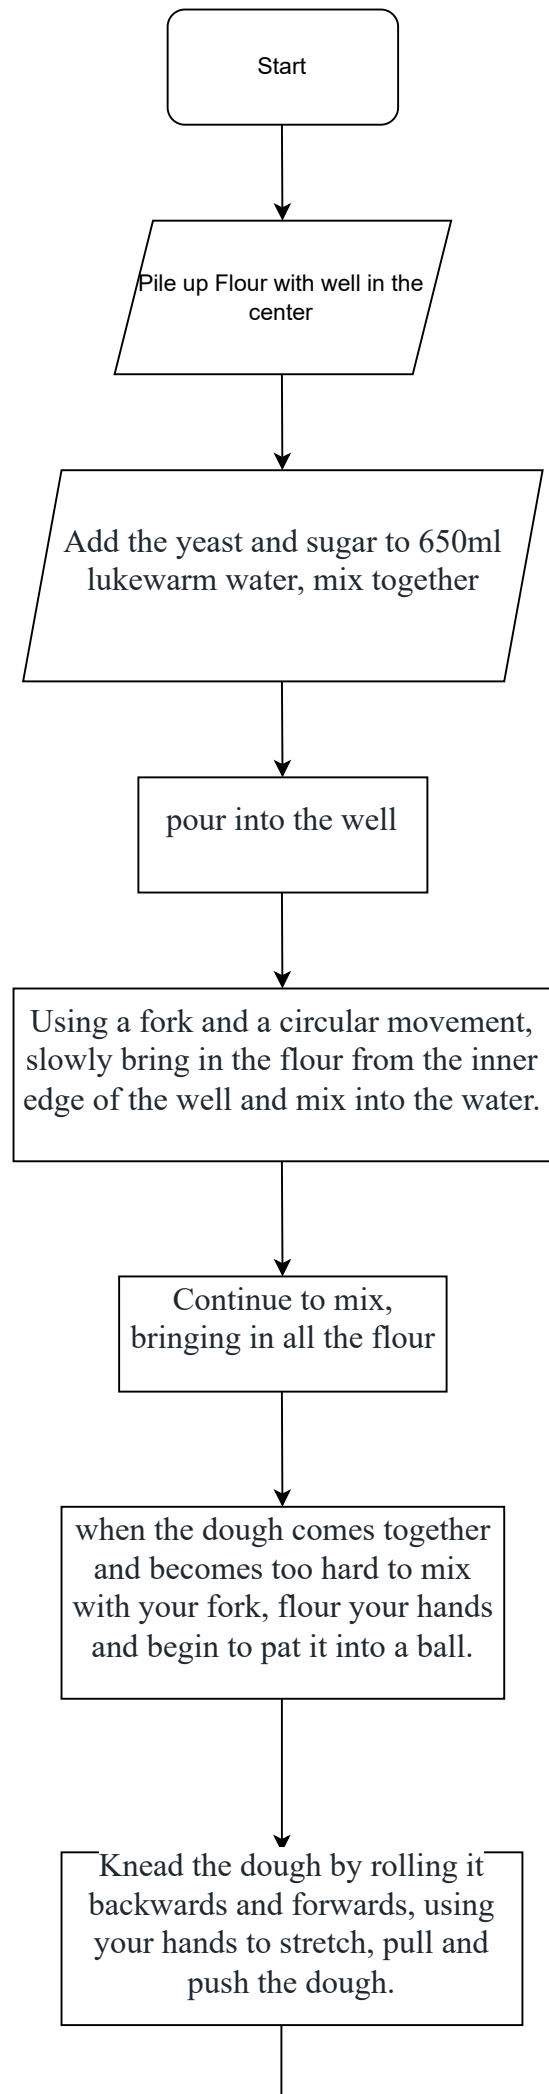 Start
Pile up Flour with well in the
center
Add the yeast and sugar to 650ml
lukewarm water, mix together
pour into the well
Using a fork and a circular movement,
slowly bring in the flour from the inner
edge of the well and mix into the water.
Continue to mix,
bringing in all the flour
when the dough comes together
and becomes too hard to mix
with your fork, flour your hands
and begin to pat it into a ball.
Knead the dough by rolling it
backwards and forwards, using
your hands to stretch, pull and
push the dough.